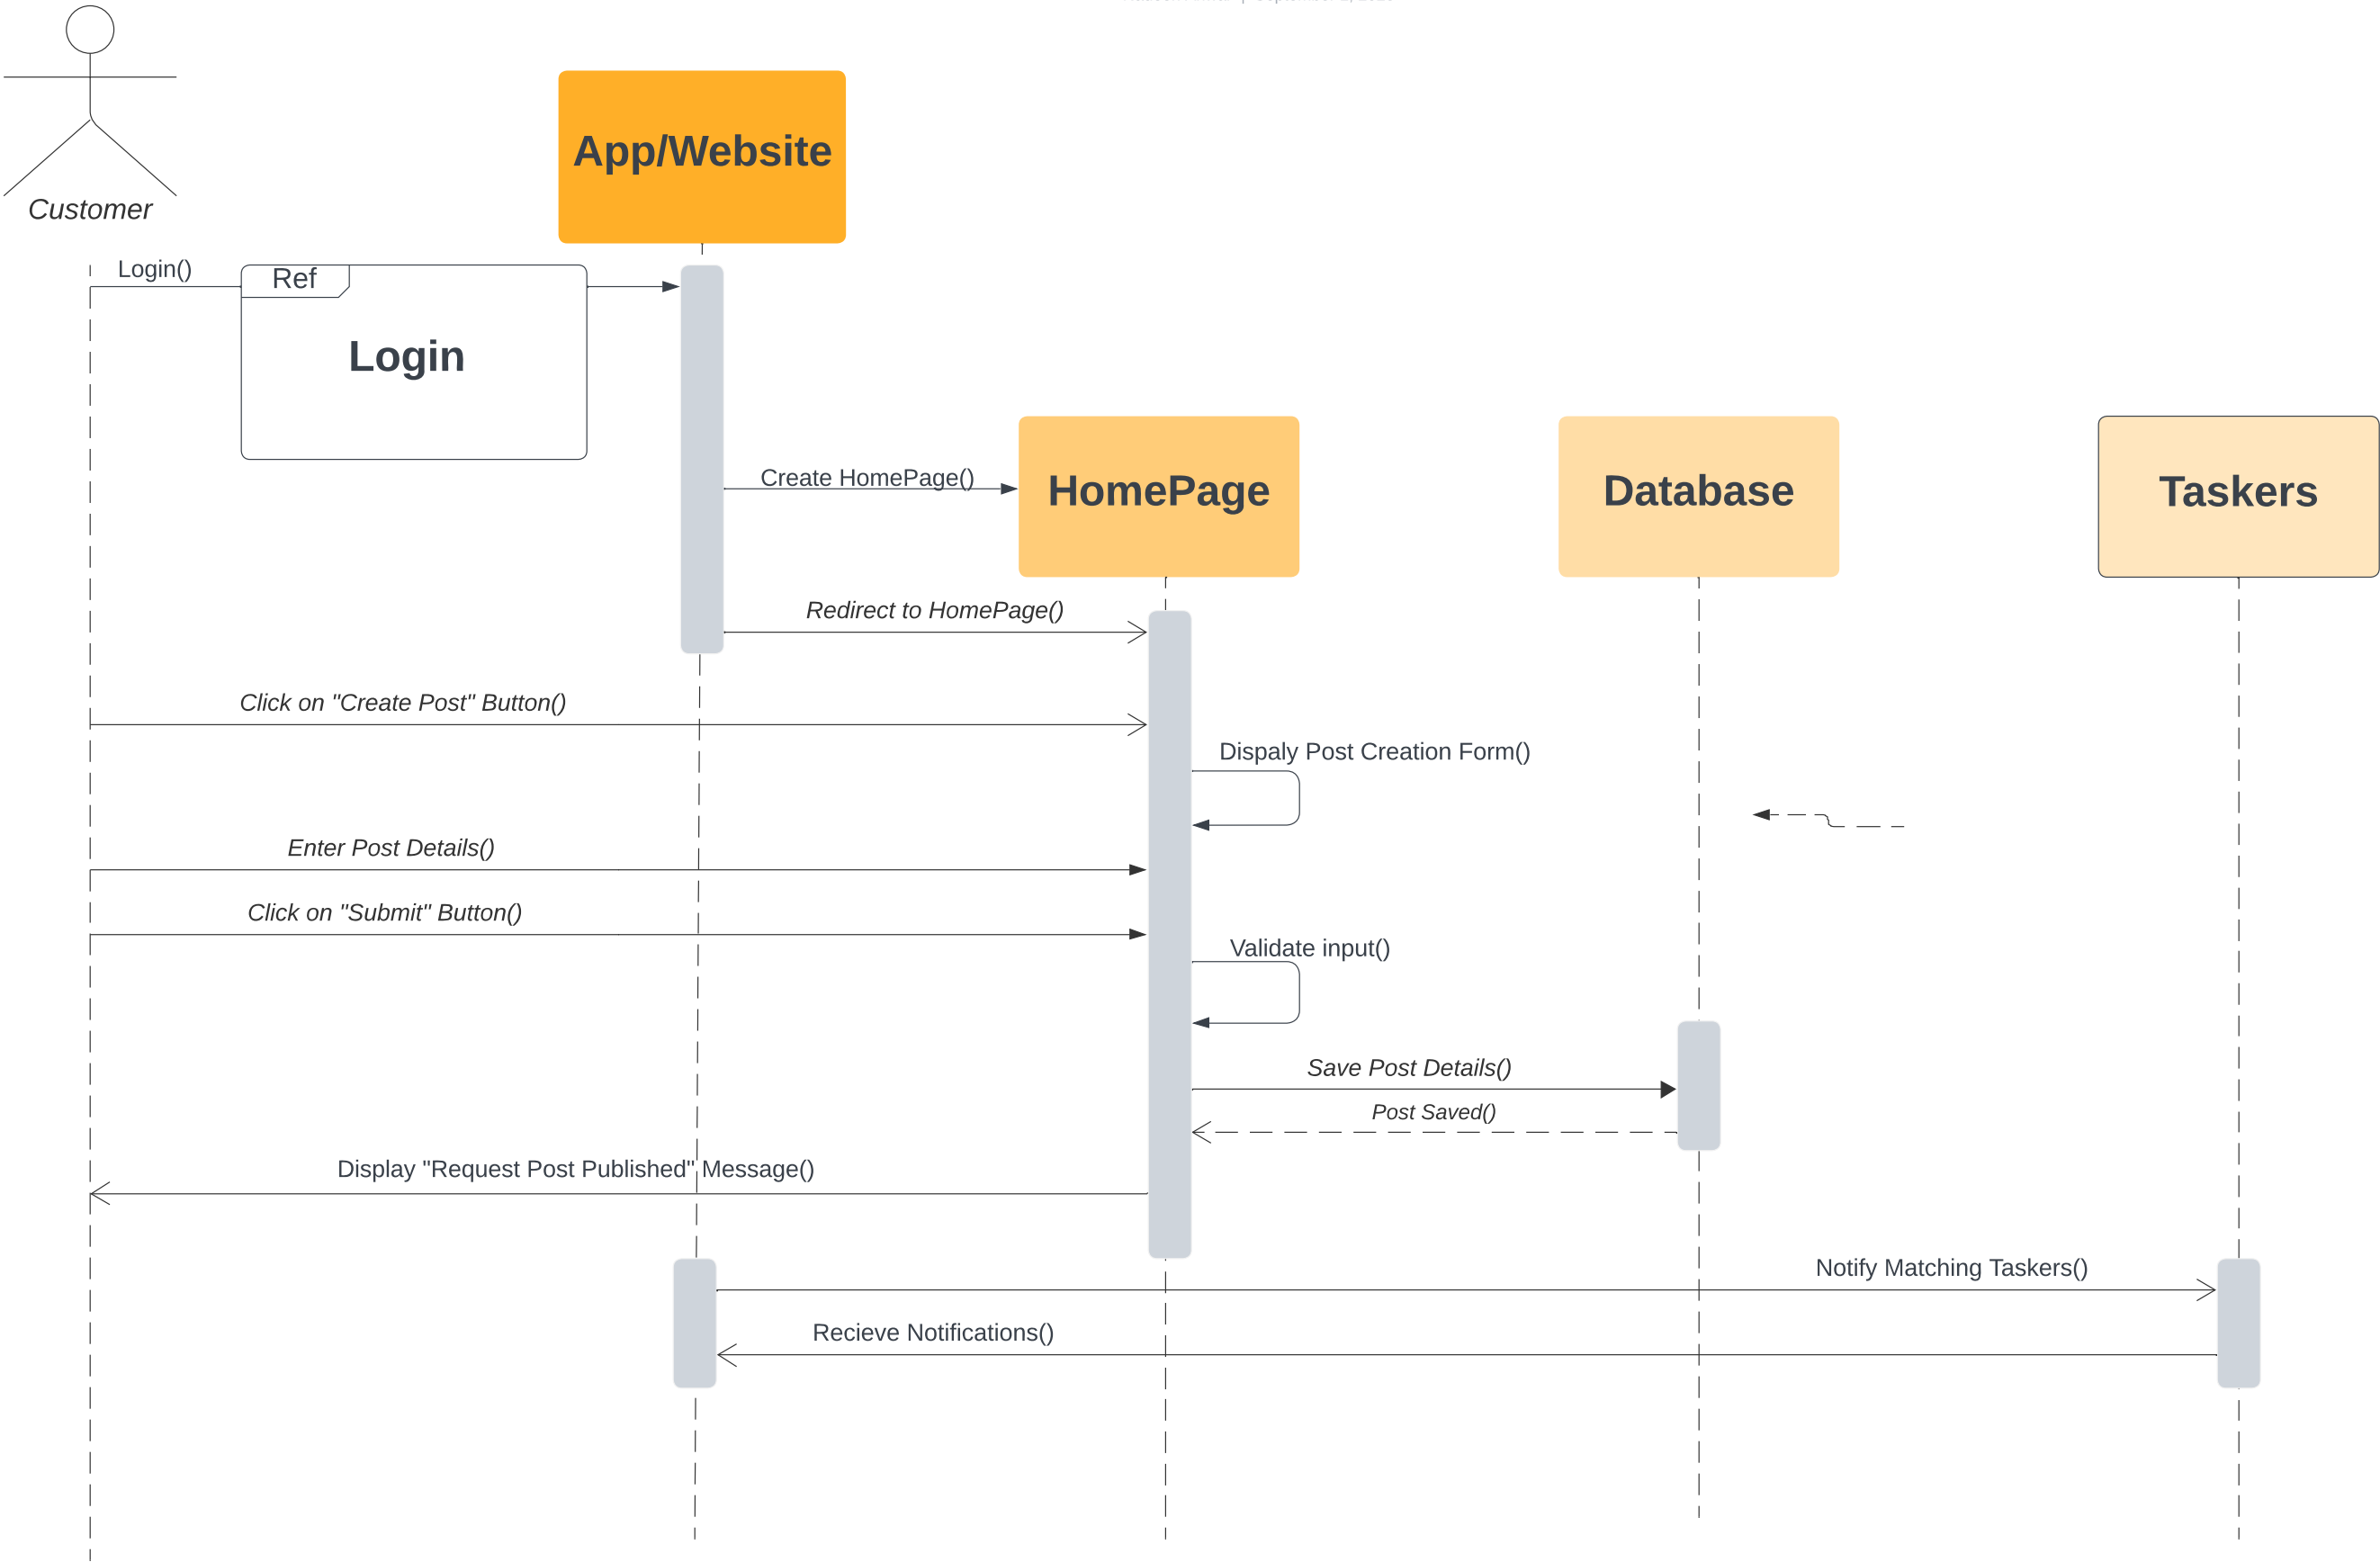 App/Website
Customer
Login()
Ref
Login
Create HomePage()
HomePage
Database
Taskers
Redirect to HomePage()
Click on "Create Post" Button()
Dispaly Post Creation Form()
Enter Post Details()
Click on "Submit" Button()
Validate input()
Save Post Details()
Post Saved()
Display "Request Post Published" Message()
Notify Matching Taskers()
Recieve Notifications()